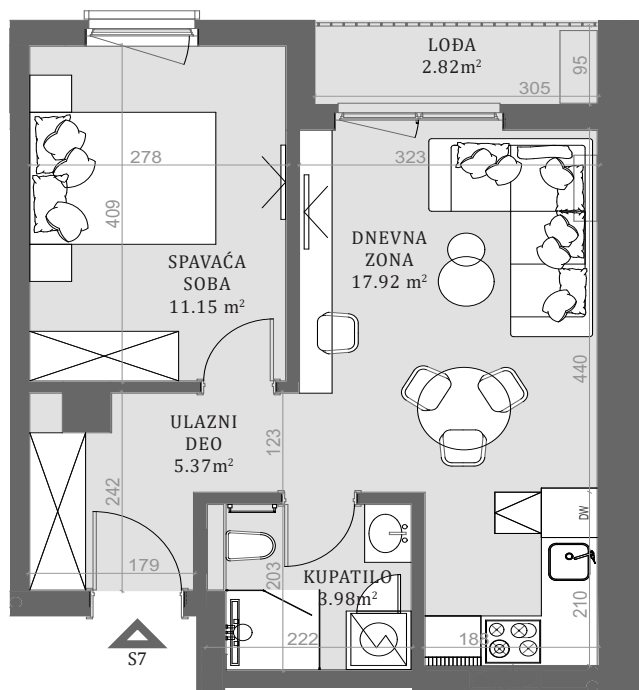 LOĐA
2.82m²
95
305
278
409
323
SPAVAĆA
SOBA
11.15 m²
DNEVNA
ZONA
17.92 m²
440
ULAZNI
DEO
5.37m²
123
242
179
DW
KUPATILO
3.98m²
203
222
210
185
S7